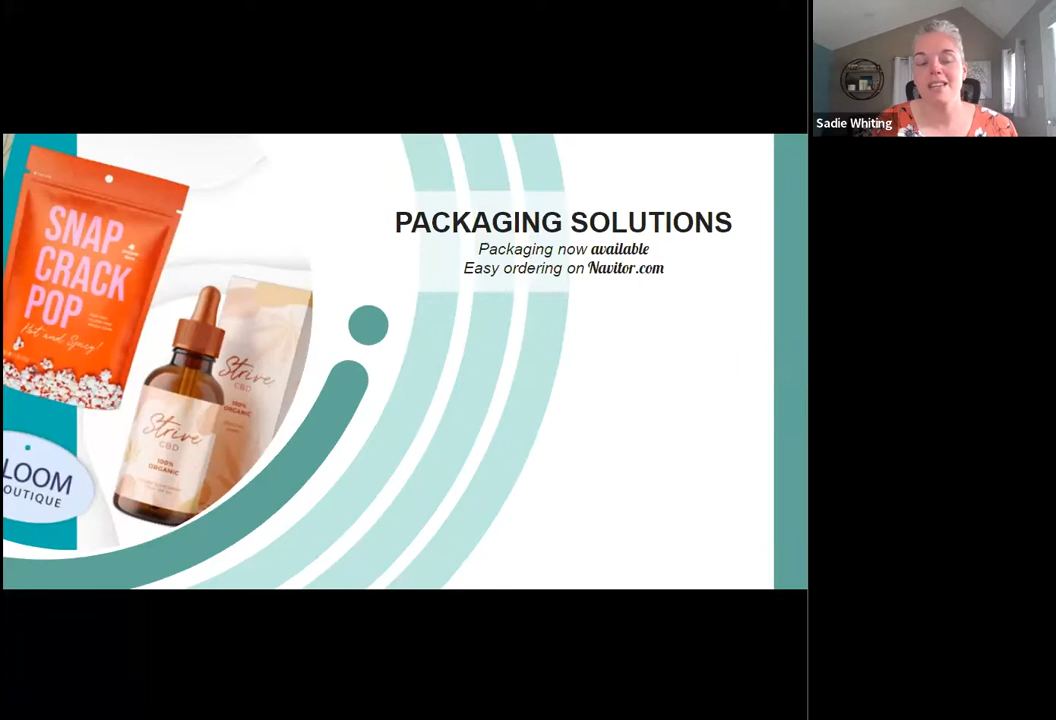 PACKAGING SOLUTIONS
Packaging now available
Easy ordering on Navitor.com
SNAP
CRACK
POP
Hot and Spicy!
Strive
CBD
100%
ORGANIC
Strive
CBD
100%
ORGANIC
LOOM
OUTIQUE
Sadie Whiting